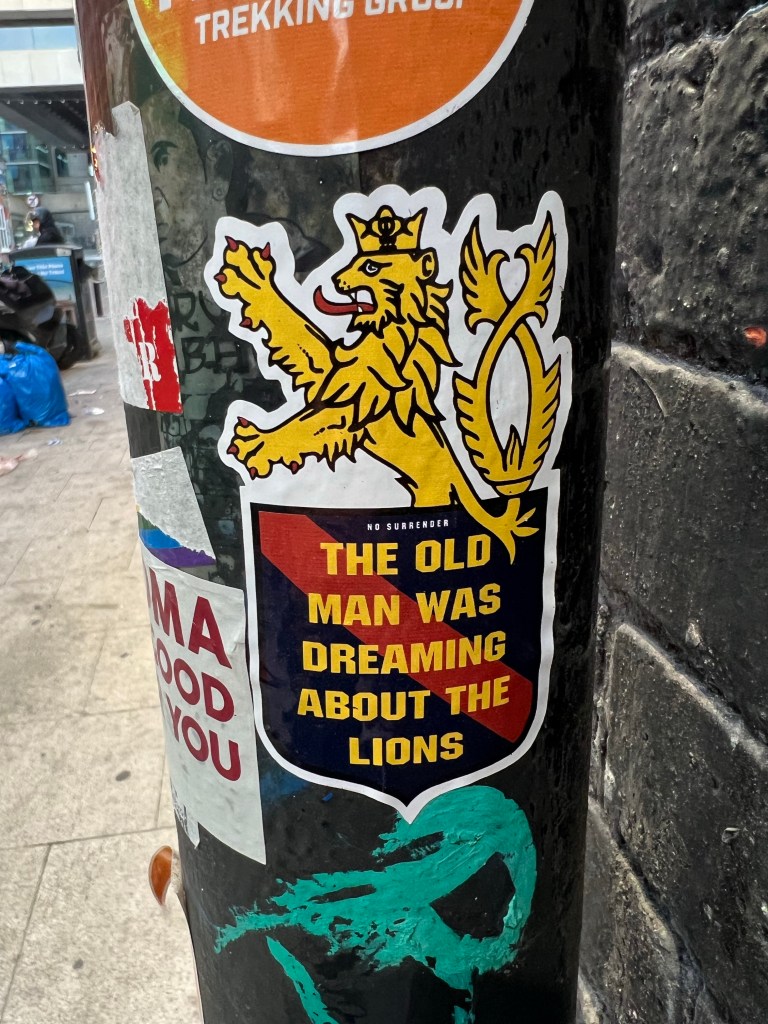 TREKKING GROUP
NO SURRENDER
THE OLD
MAN WAS
DREAMING
ABOUT THE
LIONS
R
MA
OOD
YOU